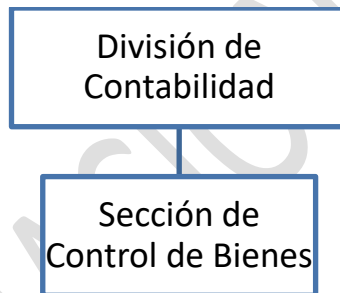 División de
Contabilidad
Sección de
Control de Bienes